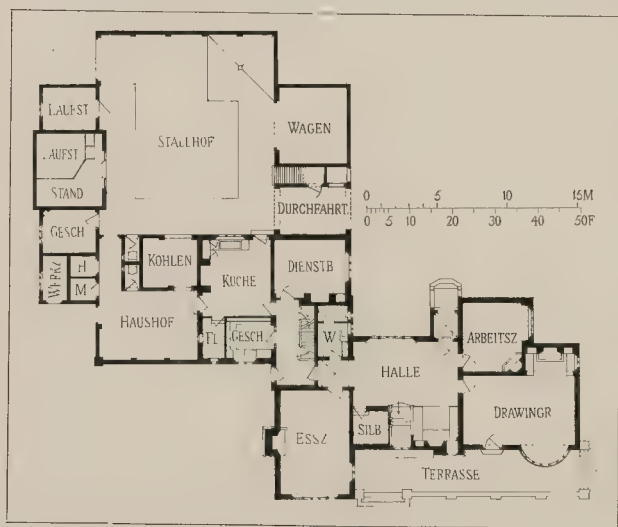 LAUFST
STALLHOF
WAGEN
LAUFST
STAND
0 5 10 15M
0 5 10 20 30 40 50F
DURCHFAHRT.
GESCH
KOHLEN
KÜCHE
DIENSTB
WERKZ
H
M
HAUSHOF
FL
GESCH
W
ARBEITSZ
HALLE
DRAWINGR
SILB
ESSZ
TERRASSE